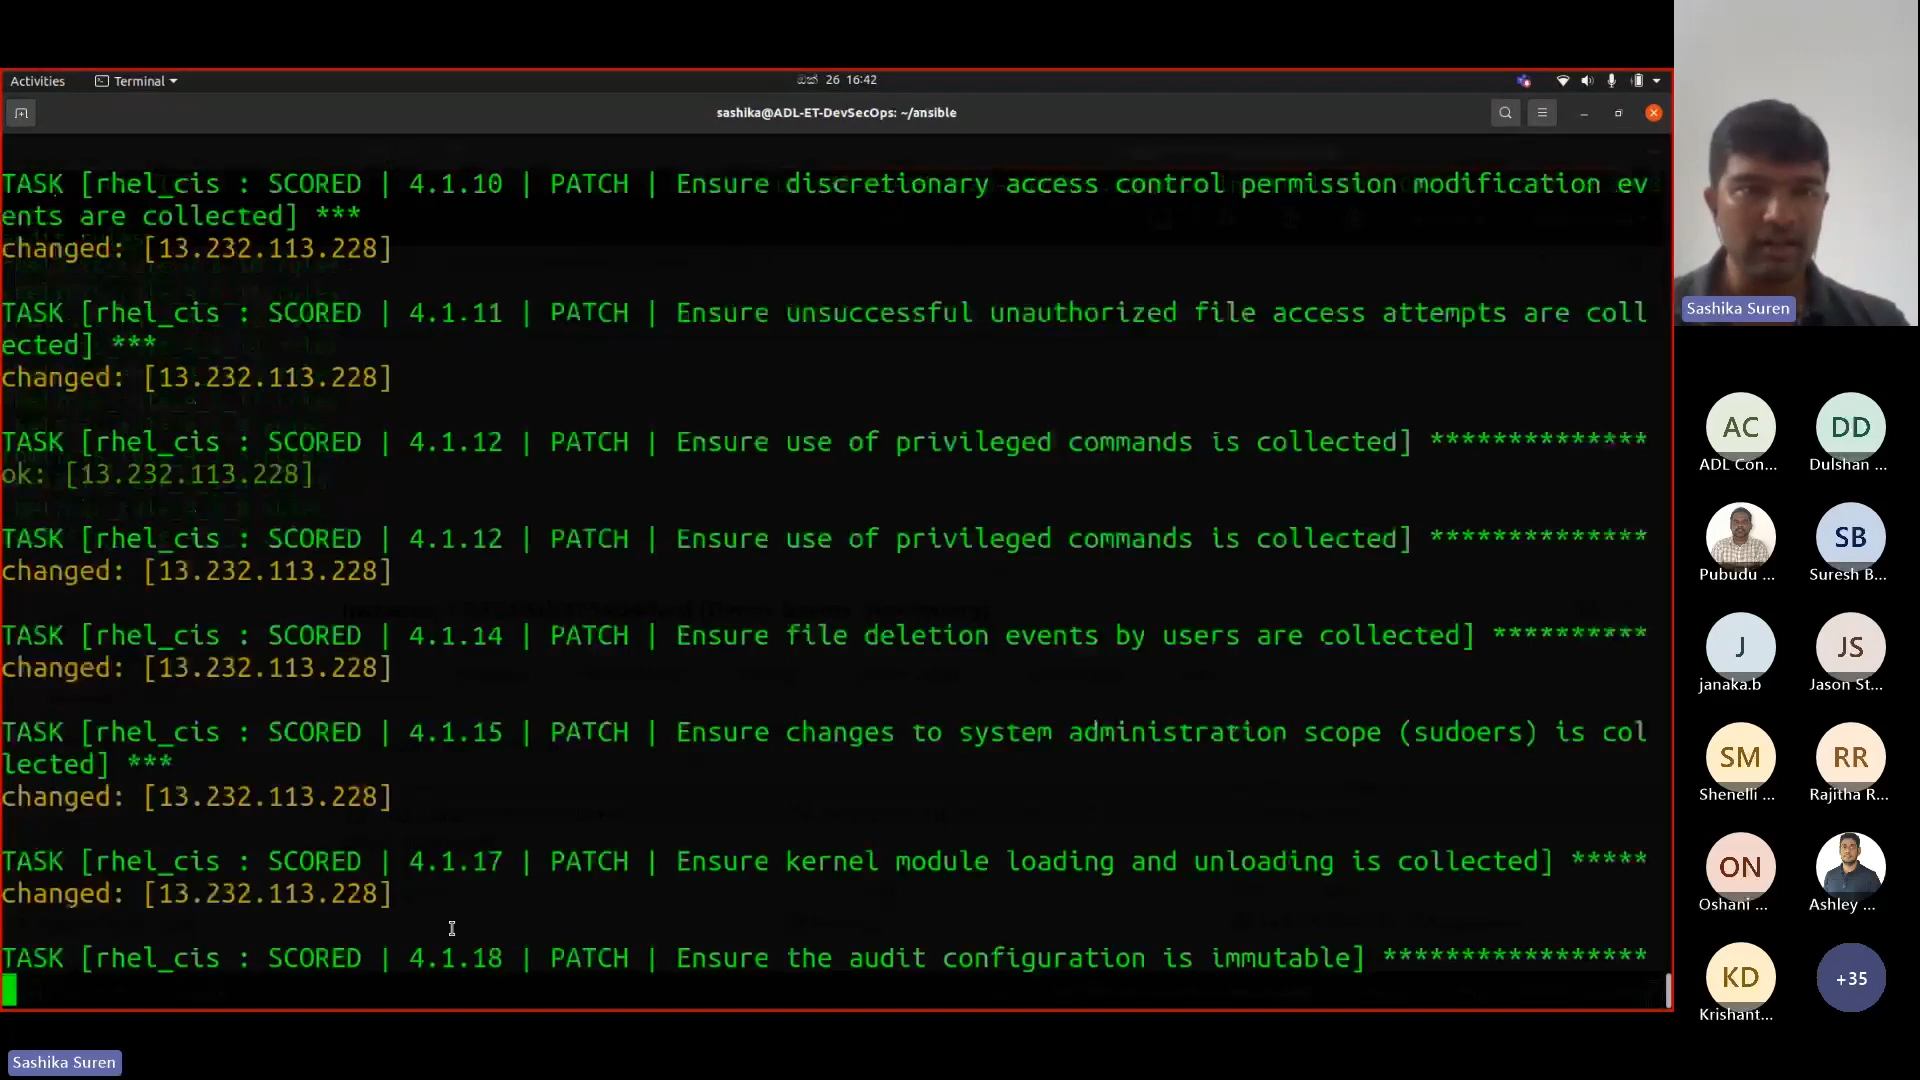 Activities
Terminal
ඔක් 26 16:42
sashika@ADL-ET-DevSecOps: ~/ansible
TASK [rhel_cis : SCORED | 4.1.10 | PATCH | Ensure discretionary access control permission modification ev
ents are collected] ***
changed: [13.232.113.228]
TASK [rhel_cis : SCORED | 4.1.11 | PATCH | Ensure unsuccessful unauthorized file access attempts are coll
ected] ***
changed: [13.232.113.228]
TASK [rhel_cis : SCORED | 4.1.12 | PATCH | Ensure use of privileged commands is collected] **************
ok: [13.232.113.228]
TASK [rhel_cis : SCORED | 4.1.12 | PATCH | Ensure use of privileged commands is collected] **************
changed: [13.232.113.228]
TASK [rhel_cis : SCORED | 4.1.14 | PATCH | Ensure file deletion events by users are collected] **********
changed: [13.232.113.228]
TASK [rhel_cis : SCORED | 4.1.15 | PATCH | Ensure changes to system administration scope (sudoers) is col
lected] ***
changed: [13.232.113.228]
TASK [rhel_cis : SCORED | 4.1.17 | PATCH | Ensure kernel module loading and unloading is collected] *****
changed: [13.232.113.228]
TASK [rhel_cis : SCORED | 4.1.18 | PATCH | Ensure the audit configuration is immutable] *****************
Sashika Suren
Sashika Suren
AC
DD
ADL Con...
Dulshan ...
SB
Pubudu ...
Suresh B...
J
JS
janaka.b
Jason St...
SM
RR
Shenelli ...
Rajitha R...
ON
Oshani ...
Ashley ...
KD
+35
Krishant...